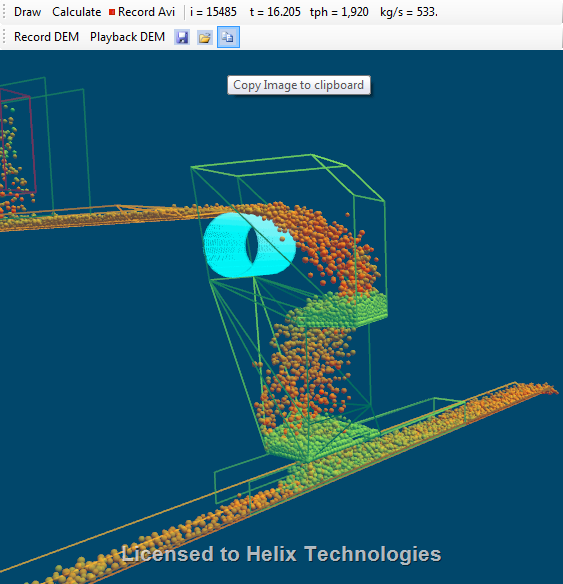 Draw Calculate Record Avi i = 15485 t = 16.205 tph = 1,920 kg/s = 533.
Record DEM Playback DEM
Copy Image to clipboard
Licensed to Helix Technologies